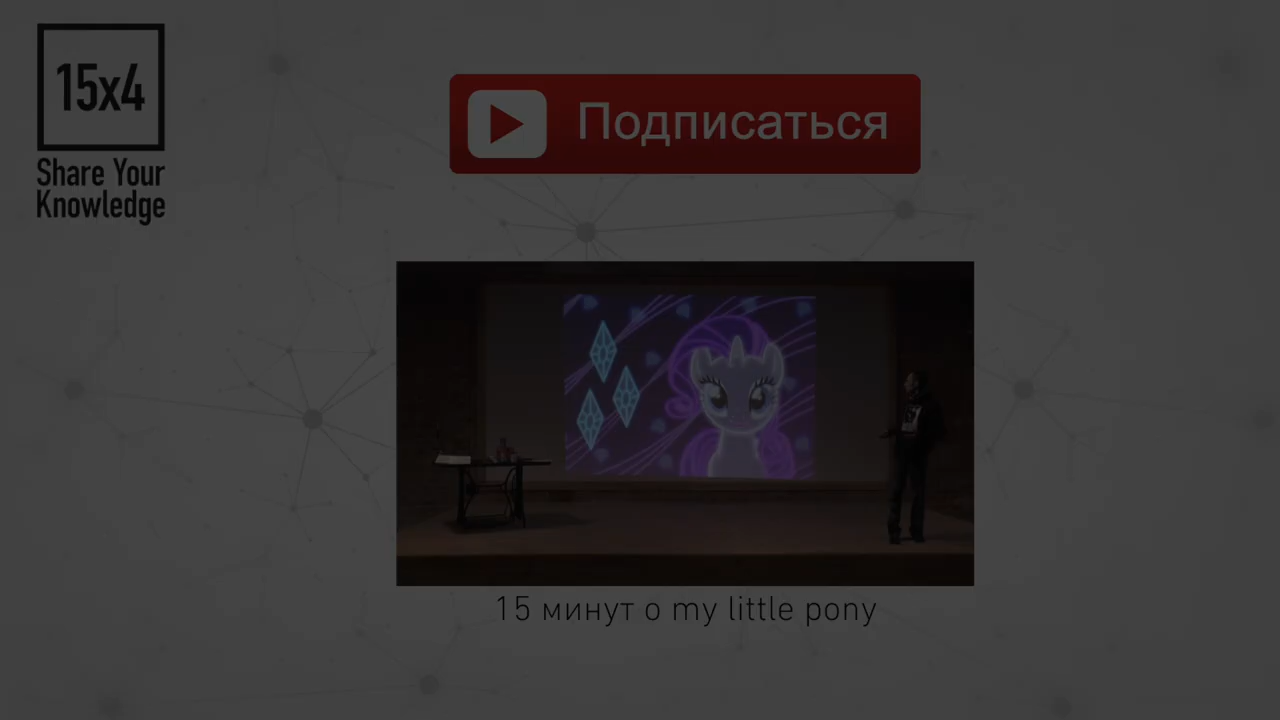 15x4
Share Your
Knowledge
Подписаться
15 минут о my little pony